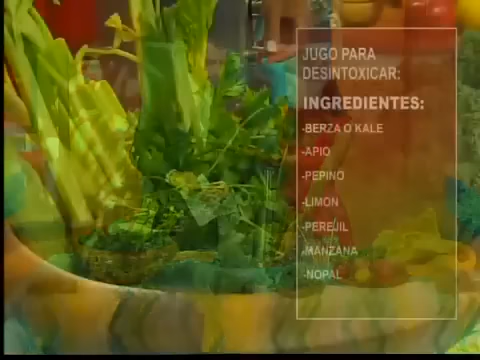 JUGO PARA
DESINTOXICAR:
INGREDIENTES:
-BERZA O KALE
-APIO
-PEPINO
-LIMON
-PEREJIL
-MANZANA
-NOPAL